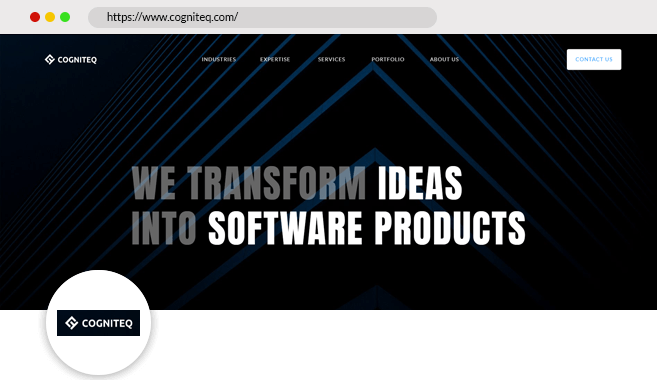 https://www.cogniteq.com/
COGNITEQ
INDUSTRIES
EXPERTISE
SERVICES
PORTFOLIO
ABOUT US
CONTACT US
WE TRANSFORM IDEAS
INTO SOFTWARE PRODUCTS
COGNITEQ